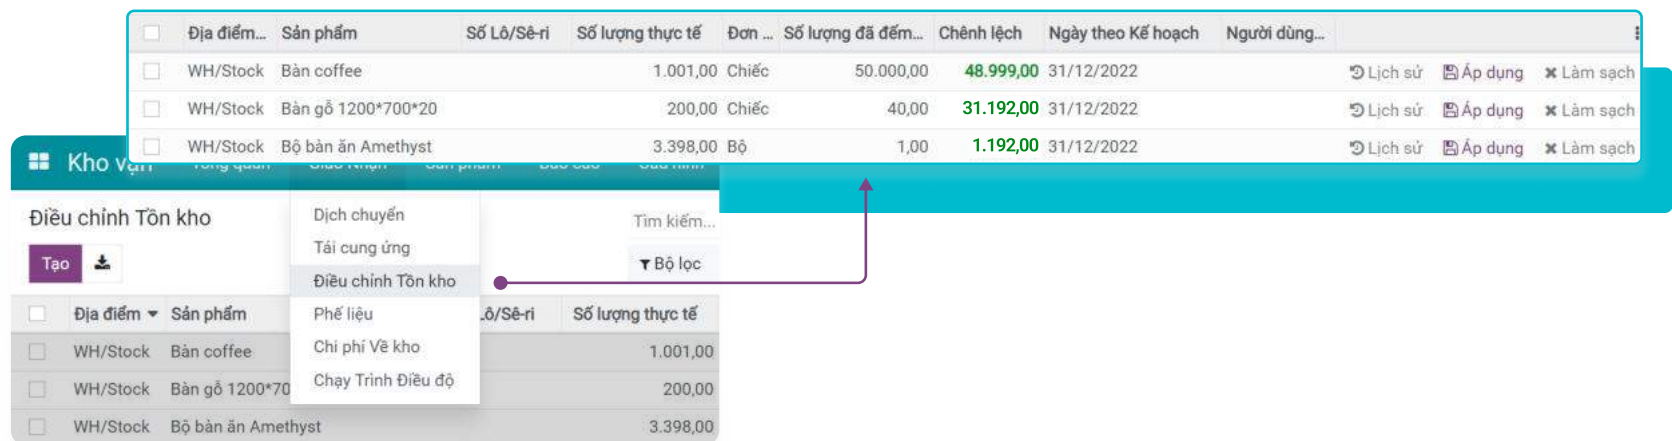 Địa điểm... Sản phẩm Số Lô/Sê-ri Số lượng thực tế Đơn ... Số lượng đã đếm... Chênh lệch Ngày theo Kế hoạch Người dùng...
WH/Stock Bàn coffee 1.001,00 Chiếc 50.000,00 48.999,00 31/12/2022 Lịch sử Áp dụng Làm sạch
WH/Stock Bàn gỗ 1200*700*20 200,00 Chiếc 40,00 31.192,00 31/12/2022 Lịch sử Áp dụng Làm sạch
WH/Stock Bộ bàn ăn Amethyst 3.398,00 Bộ 1,00 1.192,00 31/12/2022 Lịch sử Áp dụng Làm sạch
Kho vận
Điều chỉnh Tồn kho
Tìm kiếm...
Tạo
Bộ lọc
Dịch chuyển
Tái cung ứng
Điều chỉnh Tồn kho
Phế liệu
Chi phí Về kho
Chạy Trình Điều độ
Địa điểm Sản phẩm Lô/Sê-ri Số lượng thực tế
WH/Stock Bàn coffee 1.001,00
WH/Stock Bàn gỗ 1200*70 200,00
WH/Stock Bộ bàn ăn Amethyst 3.398,00